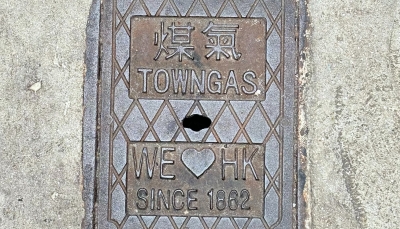 煤氣
TOWNGAS
WE ♥ HK
SINCE 1862